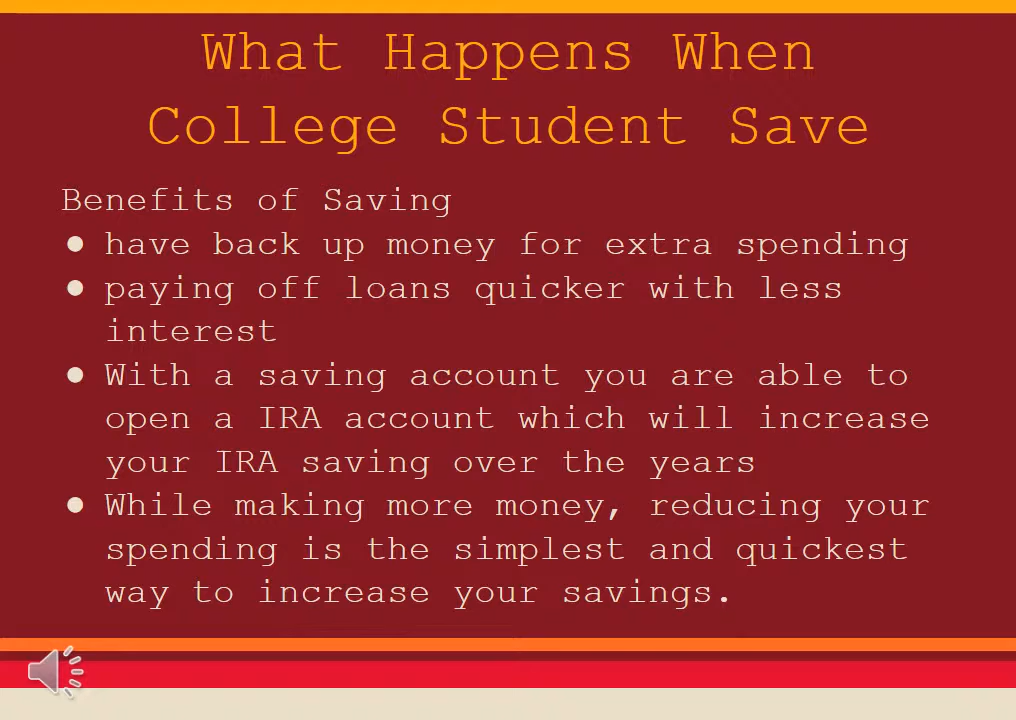 What Happens When
College Student Save
Benefits of Saving
● have back up money for extra spending
● paying off loans quicker with less
interest
● With a saving account you are able to
open a IRA account which will increase
your IRA saving over the years
● While making more money, reducing your
spending is the simplest and quickest
way to increase your savings.